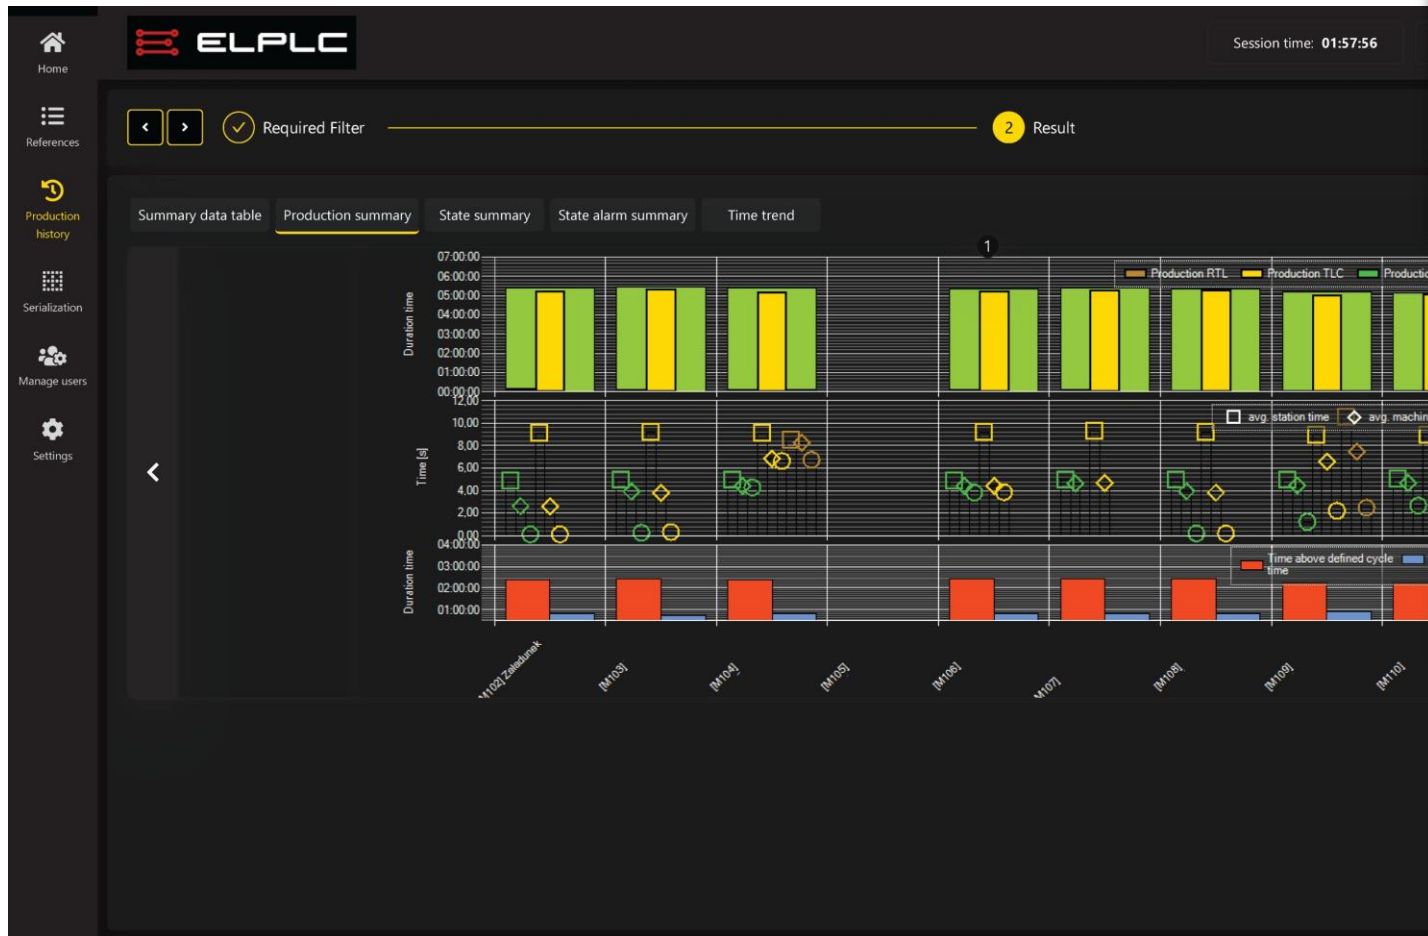 ELPLC
Session time: 01:57:56
Home
References
Production
history
Serialization
Manage users
Settings
Required Filter
2 Result
Summary data table
Production summary
State summary
State alarm summary
Time trend
1
Duration time
07:00:00
06:00:00
05:00:00
04:00:00
03:00:00
02:00:00
01:00:00
00:00:00
Production RTL
Production TLC
Productio
Time [s]
12,00
10,00
8,00
6,00
4,00
2,00
0,00
avg. station time
avg. machin
Duration time
04:00:00
03:00:00
02:00:00
01:00:00
Time above defined cycle
time
M102] Załadunek
[M103]
[M104]
[M105]
[M106]
M107]
[M108]
[M109]
[M110]